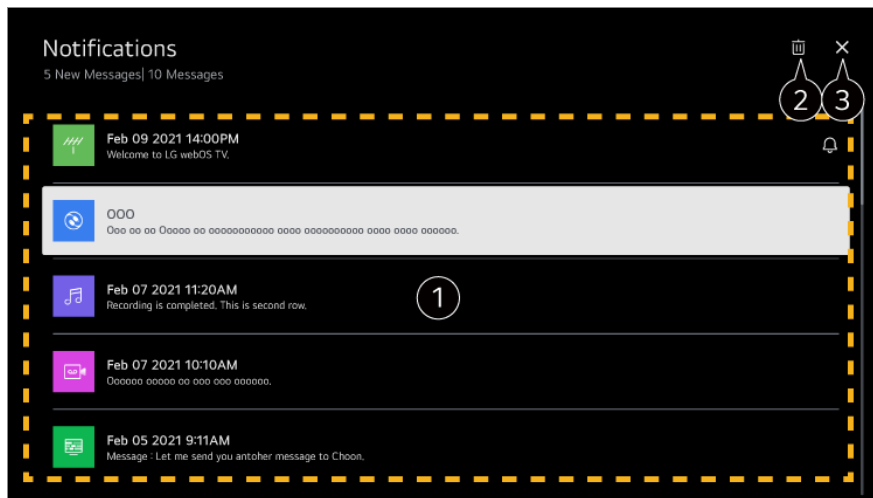 Notifications
5 New Messages| 10 Messages
2 3
Feb 09 2021 14:00PM
Welcome to LG webOS TV.
OOO
Ooo oo oo Ooooo oo ooooooooooo oooo oooooooooo oooo oooo oooooo.
Feb 07 2021 11:20AM
Recording is completed. This is second row.
1
Feb 07 2021 10:10AM
Oooooo ooooo oo ooo ooo oooooo.
Feb 05 2021 9:11AM
Message : Let me send you antoher message to Choon.